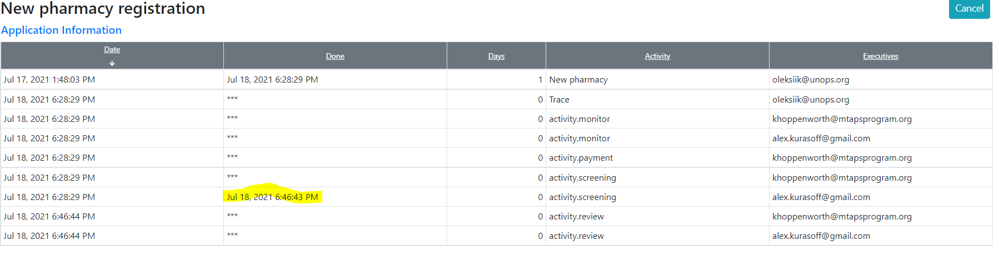 New pharmacy registration
Cancel
Application Information
Date Done Days Activity Executives
Jul 17, 2021 1:48:03 PM Jul 18, 2021 6:28:29 PM 1 New pharmacy oleksiik@unops.org
Jul 18, 2021 6:28:29 PM *** 0 Trace oleksiik@unops.org
Jul 18, 2021 6:28:29 PM *** 0 activity.monitor khoppenworth@mtapsprogram.org
Jul 18, 2021 6:28:29 PM *** 0 activity.monitor alex.kurasoff@gmail.com
Jul 18, 2021 6:28:29 PM *** 0 activity.payment khoppenworth@mtapsprogram.org
Jul 18, 2021 6:28:29 PM *** 0 activity.screening khoppenworth@mtapsprogram.org
Jul 18, 2021 6:28:29 PM Jul 18, 2021 6:46:43 PM 0 activity.screening alex.kurasoff@gmail.com
Jul 18, 2021 6:46:44 PM *** 0 activity.review khoppenworth@mtapsprogram.org
Jul 18, 2021 6:46:44 PM *** 0 activity.review alex.kurasoff@gmail.com